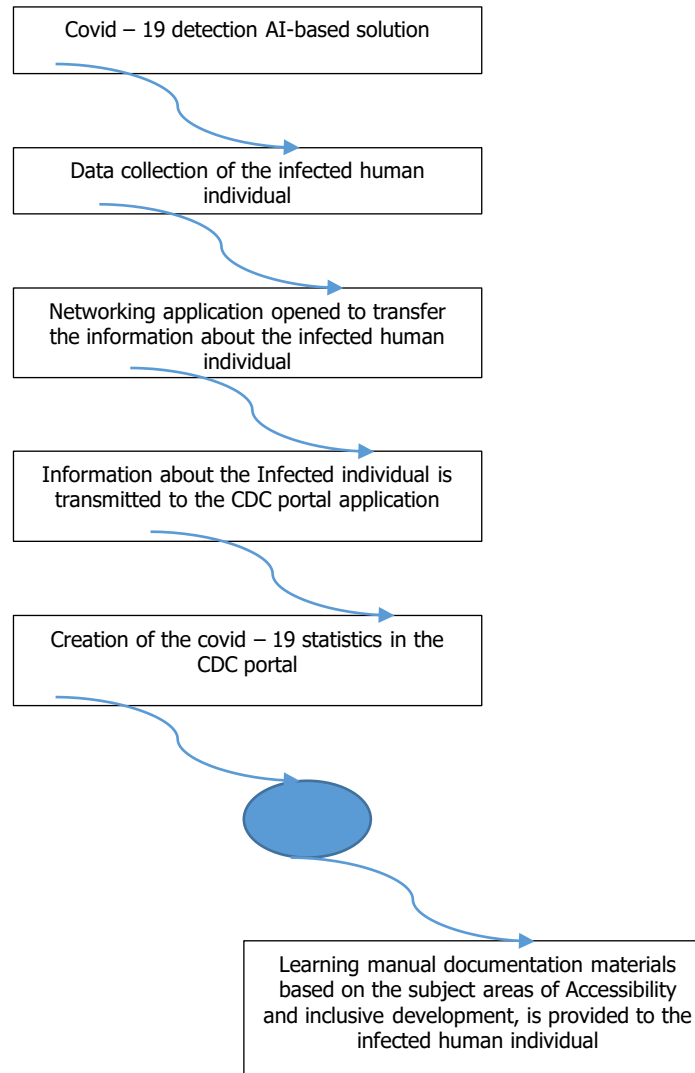 Covid – 19 detection AI-based solution
Data collection of the infected human
individual
Networking application opened to transfer
the information about the infected human
individual
Information about the Infected individual is
transmitted to the CDC portal application
Creation of the covid – 19 statistics in the
CDC portal
Learning manual documentation materials
based on the subject areas of Accessibility
and inclusive development, is provided to the
infected human individual